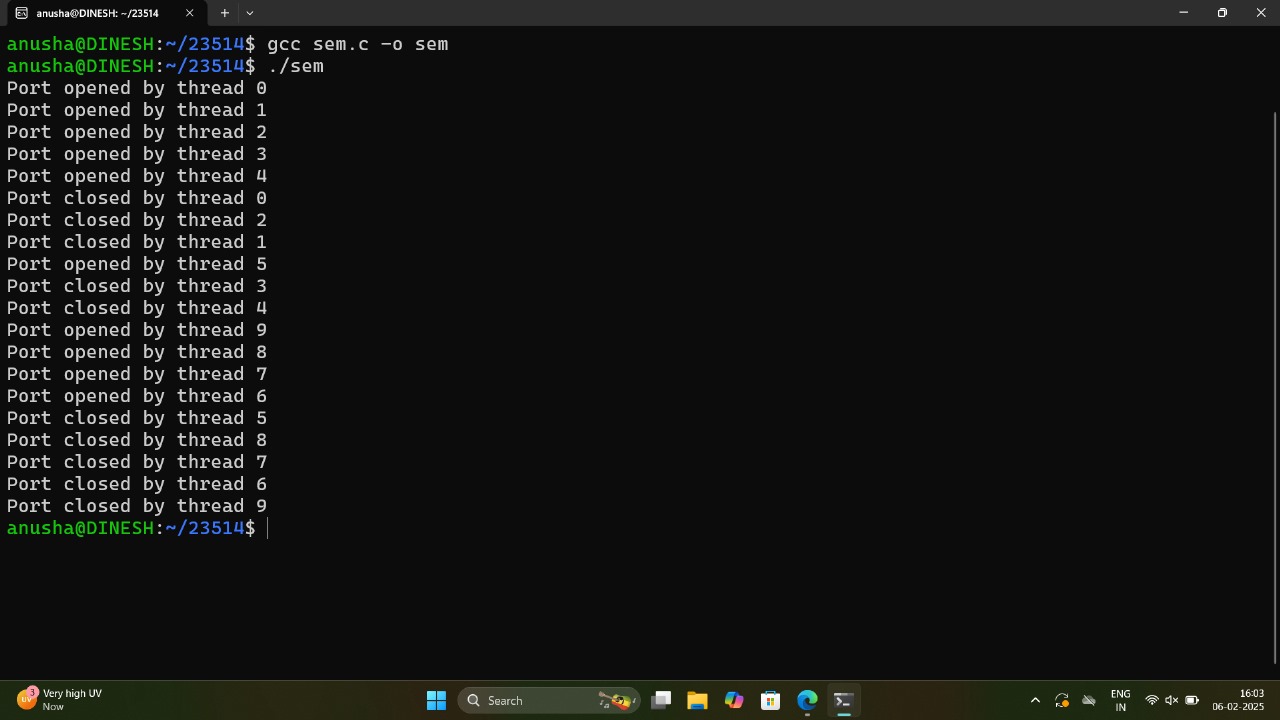 anusha@DINESH: ~/23514
anusha@DINESH:~/23514$ gcc sem.c -o sem
anusha@DINESH:~/23514$ ./sem
Port opened by thread 0
Port opened by thread 1
Port opened by thread 2
Port opened by thread 3
Port opened by thread 4
Port closed by thread 0
Port closed by thread 2
Port closed by thread 1
Port opened by thread 5
Port closed by thread 3
Port closed by thread 4
Port opened by thread 9
Port opened by thread 8
Port opened by thread 7
Port opened by thread 6
Port closed by thread 5
Port closed by thread 8
Port closed by thread 7
Port closed by thread 6
Port closed by thread 9
anusha@DINESH:~/23514$
3
UV
Very high UV
Now
Search
ENG
IN
16:03
06-02-2025